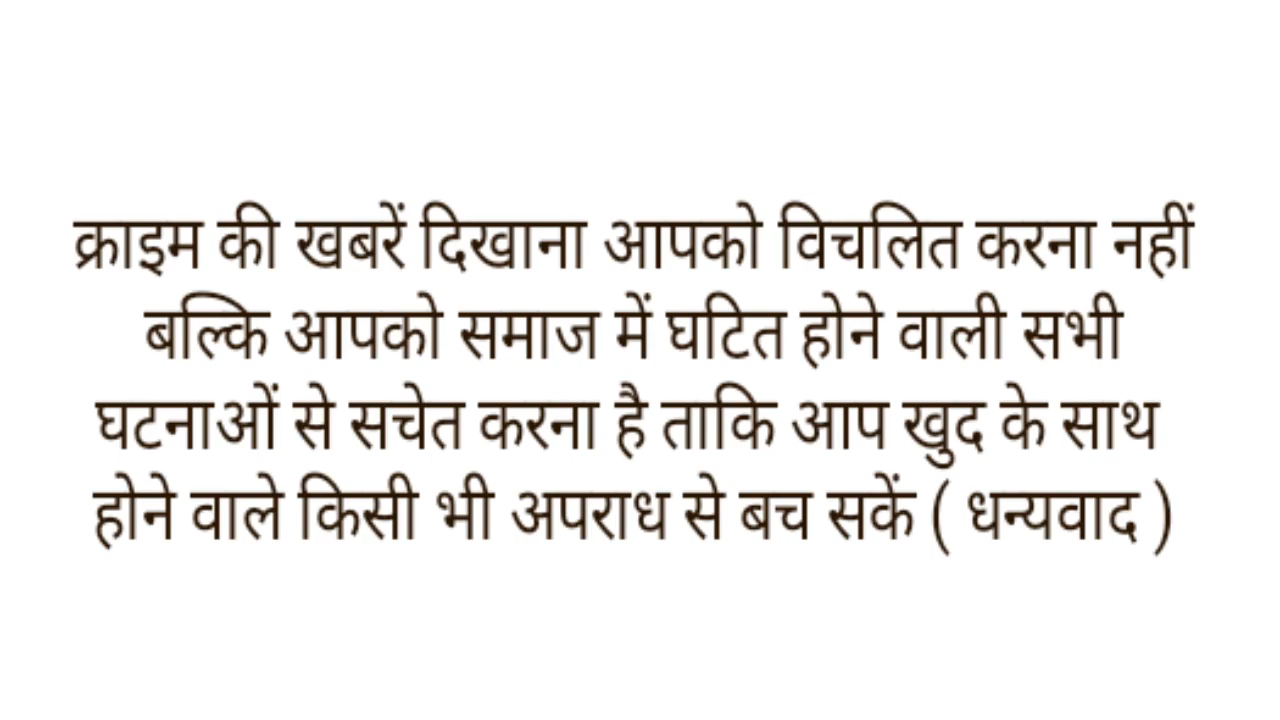 क्राइम की खबरें दिखाना आपको विचलित करना नहीं
बल्कि आपको समाज में घटित होने वाली सभी
घटनाओं से सचेत करना है ताकि आप खुद के साथ
होने वाले किसी भी अपराध से बच सकें ( धन्यवाद )